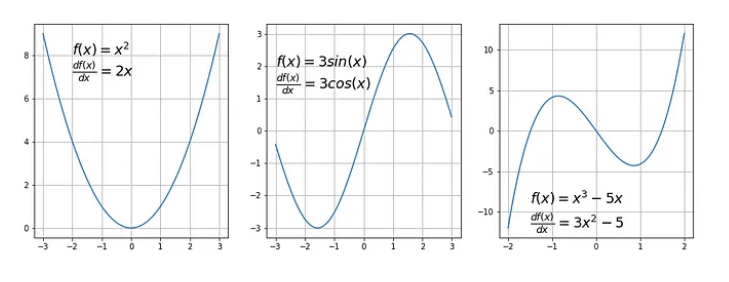 f(x) = x²
df(x)/dx = 2x
8
6
4
2
0
−3 −2 −1 0 1 2 3
f(x) = 3sin(x)
df(x)/dx = 3cos(x)
3
2
1
0
−1
−2
−3
−3 −2 −1 0 1 2 3
10
5
0
−5
−10
f(x) = x³ − 5x
df(x)/dx = 3x² − 5
−2 −1 0 1 2